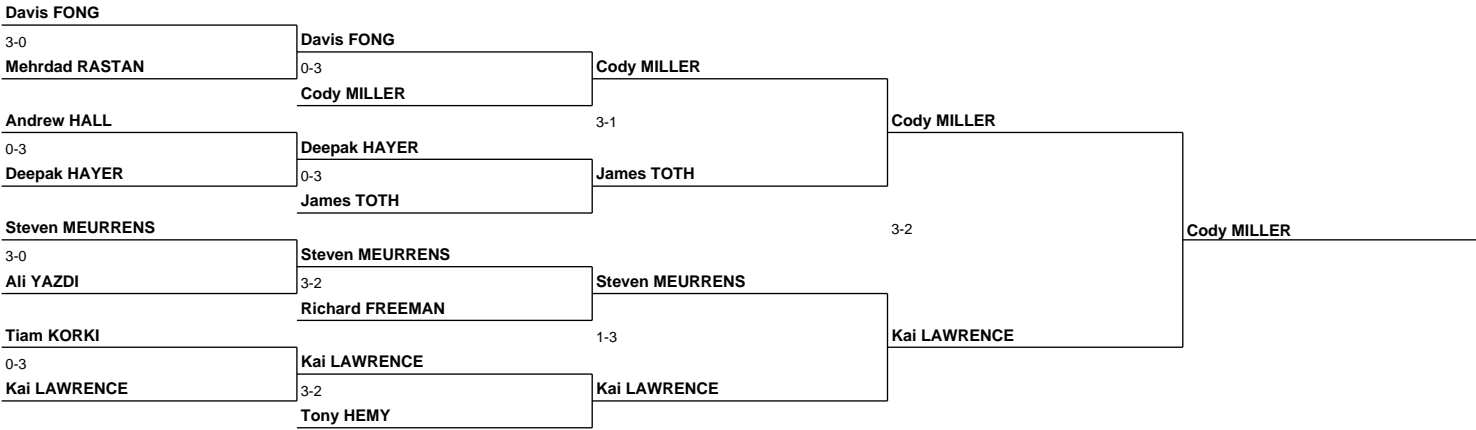 Davis FONG
3-0
Mehrdad RASTAN
Andrew HALL
0-3
Deepak HAYER
Steven MEURRENS
3-0
Ali YAZDI
Tiam KORKI
0-3
Kai LAWRENCE
Davis FONG
0-3
Cody MILLER
Deepak HAYER
0-3
James TOTH
Steven MEURRENS
3-2
Richard FREEMAN
Kai LAWRENCE
3-2
Tony HEMY
Cody MILLER
3-1
James TOTH
Steven MEURRENS
1-3
Kai LAWRENCE
Cody MILLER
3-2
Kai LAWRENCE
Cody MILLER